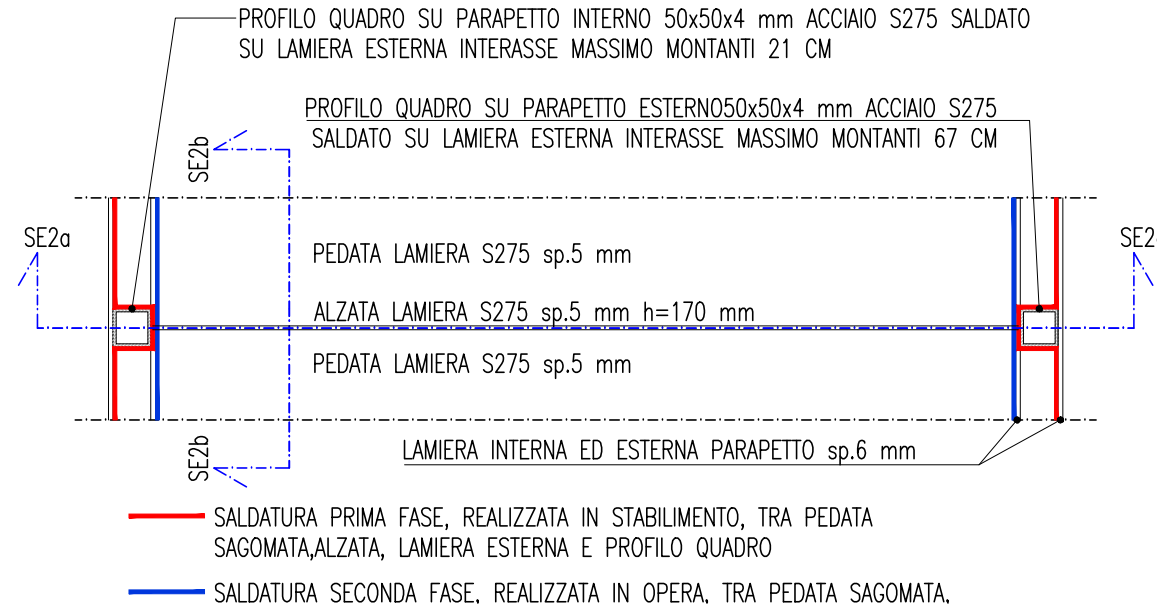 PROFILO QUADRO SU PARAPETTO INTERNO 50x50x4 mm ACCIAIO S275 SALDATO
SU LAMIERA ESTERNA INTERASSE MASSIMO MONTANTI 21 CM
PROFILO QUADRO SU PARAPETTO ESTERNO50x50x4 mm ACCIAIO S275
SALDATO SU LAMIERA ESTERNA INTERASSE MASSIMO MONTANTI 67 CM
SE2b
SE2a
SE2
PEDATA LAMIERA S275 sp.5 mm
ALZATA LAMIERA S275 sp.5 mm h=170 mm
PEDATA LAMIERA S275 sp.5 mm
SE2b
LAMIERA INTERNA ED ESTERNA PARAPETTO sp.6 mm
SALDATURA PRIMA FASE, REALIZZATA IN STABILIMENTO, TRA PEDATA
SAGOMATA,ALZATA, LAMIERA ESTERNA E PROFILO QUADRO
SALDATURA SECONDA FASE, REALIZZATA IN OPERA, TRA PEDATA SAGOMATA,